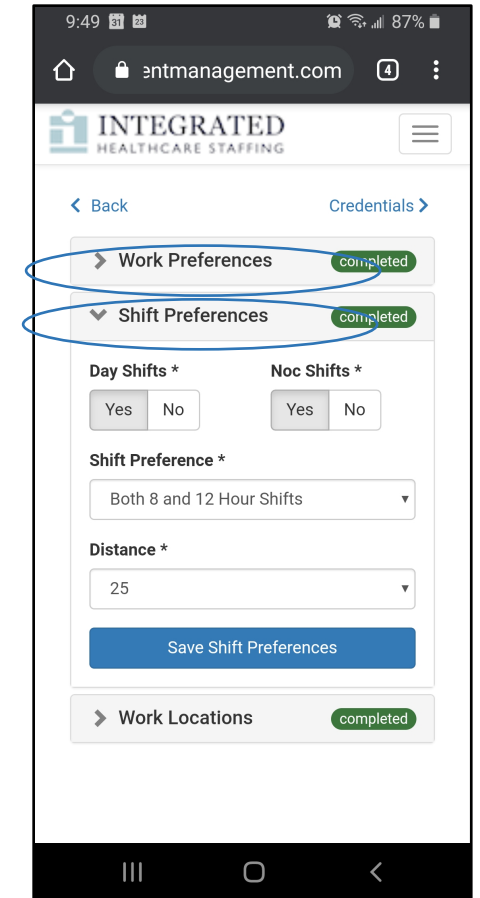 9:49 31 23 87%
entmanagement.com 4
INTEGRATED
HEALTHCARE STAFFING
Back Credentials
Work Preferences completed
Shift Preferences completed
Day Shifts * Noc Shifts *
Yes No Yes No
Shift Preference *
Both 8 and 12 Hour Shifts
Distance *
25
Save Shift Preferences
Work Locations completed